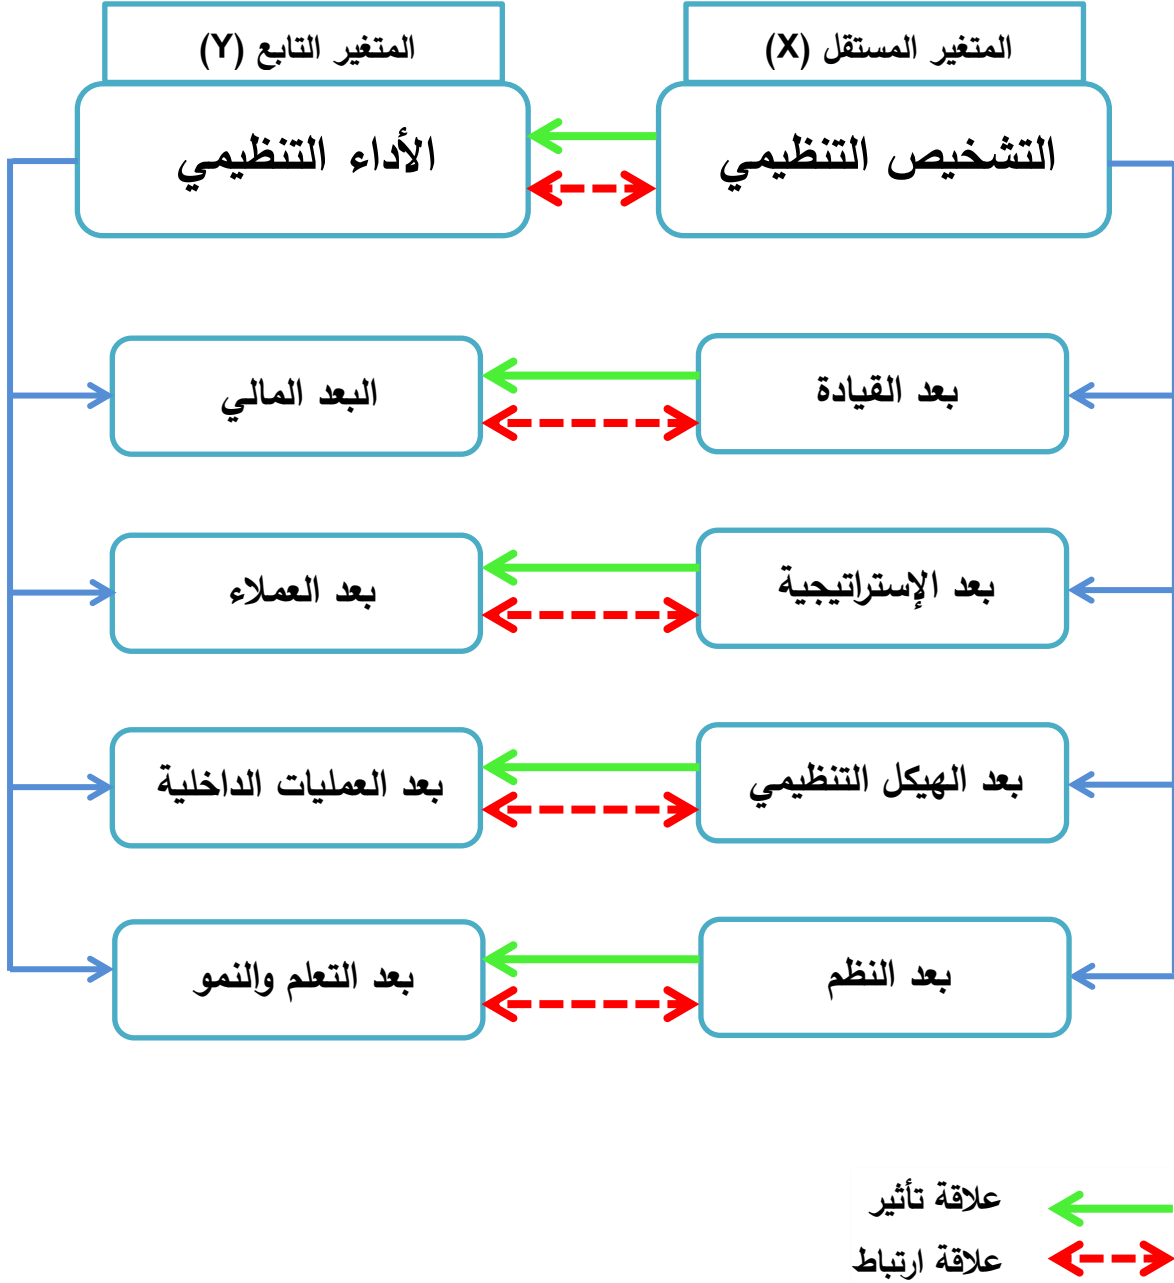 المتغير المستقل (X)
المتغير التابع (Y)
التشخيص التنظيمي
الأداء التنظيمي
بعد القيادة
البعد المالي
بعد الإستراتيجية
بعد العملاء
بعد الهيكل التنظيمي
بعد العمليات الداخلية
بعد النظم
بعد التعلم والنمو
علاقة تأثير
علاقة ارتباط